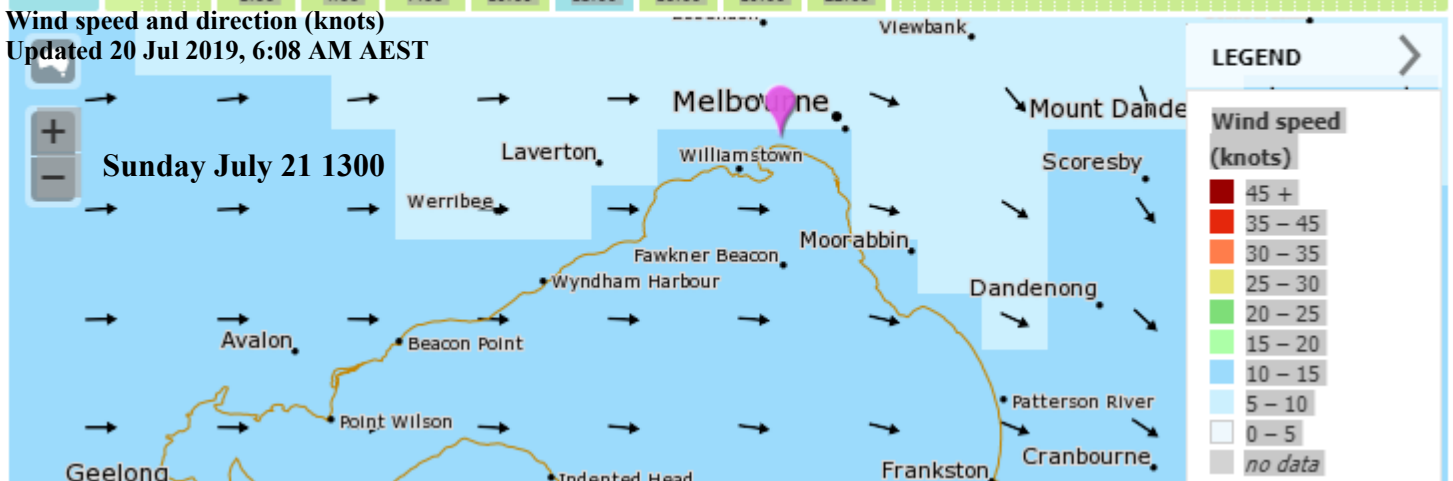 Wind speed and direction (knots)
Updated 20 Jul 2019, 6:08 AM AEST
Viewbank
LEGEND
Melbourne
Mount Dande
Wind speed
(knots)
Sunday July 21 1300
Laverton
Williamstown
Scoresby
45 +
Werribee
35 – 45
Moorabbin
30 – 35
Fawkner Beacon
Wyndham Harbour
25 – 30
Dandenong
20 – 25
Avalon
Beacon Point
15 – 20
10 – 15
Patterson River
5 – 10
Point Wilson
0 – 5
Cranbourne
no data
Geelong
Indented Head
Frankston